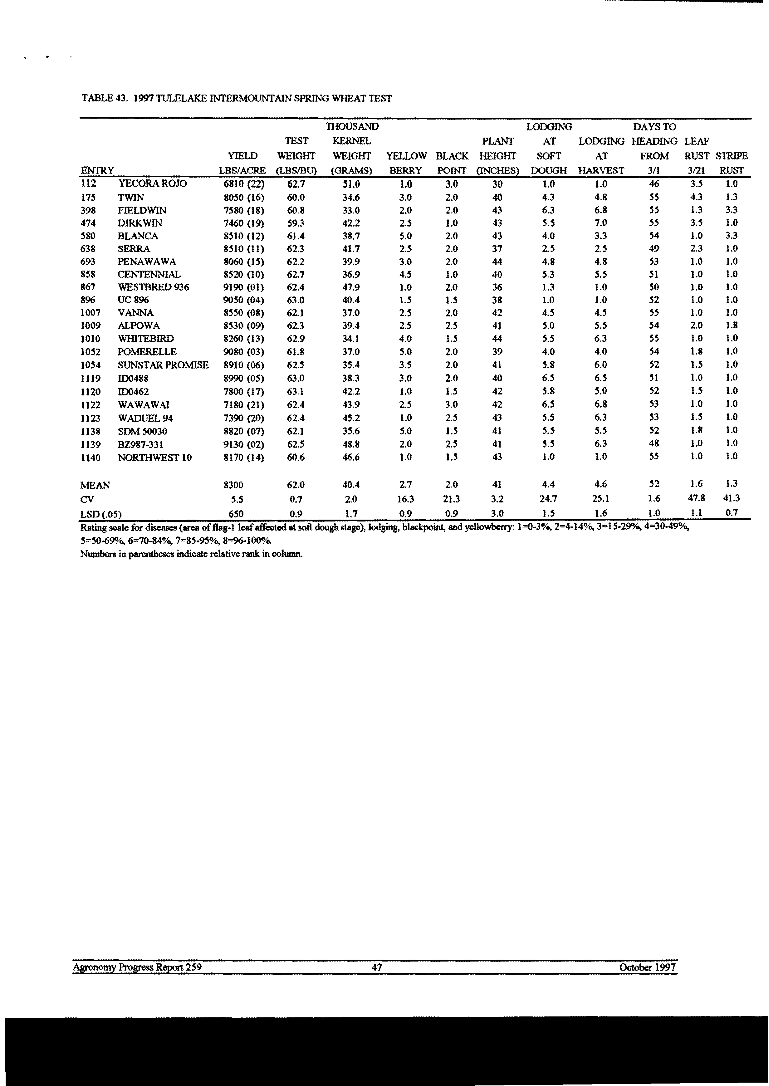 TABLE 43. 1997 TULELAKE INTERMOUNTAIN SPRING WHEAT TEST
THOUSAND LODGING DAYS TO
TEST KERNEL PLANT AT LODGING HEADING LEAF
YIELD WEIGHT WEIGHT YELLOW BLACK HEIGHT SOFT AT FROM RUST STRIPE
ENTRY LBS/ACRE (LBS/BU) (GRAMS) BERRY POINT (INCHES) DOUGH HARVEST 3/1 3/21 RUST
112 YECORA ROJO 6810 (22) 62.7 51.0 1.0 3.0 30 1.0 1.0 46 3.5 1.0
175 TWIN 8050 (16) 60.0 34.6 3.0 2.0 40 4.3 4.8 55 4.3 1.3
398 FIELDWIN 7580 (18) 60.8 33.0 2.0 2.0 43 6.3 6.8 55 1.3 3.3
474 DIRKWIN 7460 (19) 59.3 42.2 2.5 1.0 43 5.5 7.0 55 3.5 1.0
580 BLANCA 8510 (12) 61.4 38.7 5.0 2.0 43 4.0 3.3 54 1.0 3.3
638 SERRA 8510 (11) 62.3 41.7 2.5 2.0 37 2.5 2.5 49 2.3 1.0
693 PENAWAWA 8060 (15) 62.2 39.9 3.0 2.0 44 4.8 4.8 53 1.0 1.0
858 CENTENNIAL 8520 (10) 62.7 36.9 4.5 1.0 40 5.3 5.5 51 1.0 1.0
867 WESTBRED 936 9190 (01) 62.4 47.9 1.0 2.0 36 1.3 1.0 50 1.0 1.0
896 UC 896 9050 (04) 63.0 40.4 1.5 1.5 38 1.0 1.0 52 1.0 1.0
1007 VANNA 8550 (08) 62.1 37.0 2.5 2.0 42 4.5 4.5 55 1.0 1.0
1009 ALPOWA 8530 (09) 62.3 39.4 2.5 2.5 41 5.0 5.5 54 2.0 1.8
1010 WHITEBIRD 8260 (13) 62.9 34.1 4.0 1.5 44 5.5 6.3 55 1.0 1.0
1052 POMERELLE 9080 (03) 61.8 37.0 5.0 2.0 39 4.0 4.0 54 1.8 1.0
1054 SUNSTAR PROMISE 8910 (06) 62.5 35.4 3.5 2.0 41 5.8 6.0 52 1.5 1.0
1119 ID0488 8990 (05) 63.0 38.3 3.0 2.0 40 6.5 6.5 51 1.0 1.0
1120 ID0462 7800 (17) 63.1 42.2 1.0 1.5 42 5.8 5.0 52 1.5 1.0
1122 WAWAWAI 7180 (21) 62.4 43.9 2.5 3.0 42 6.5 6.8 53 1.0 1.0
1123 WADUEL 94 7390 (20) 62.4 45.2 1.0 2.5 43 5.5 6.3 53 1.5 1.0
1138 SDM 50030 8820 (07) 62.1 35.6 5.0 1.5 41 5.5 5.5 52 1.8 1.0
1139 BZ987-331 9130 (02) 62.5 48.8 2.0 2.5 41 5.5 6.3 48 1.0 1.0
1140 NORTHWEST 10 8170 (14) 60.6 46.6 1.0 1.5 43 1.0 1.0 55 1.0 1.0
MEAN 8300 62.0 40.4 2.7 2.0 41 4.4 4.6 52 1.6 1.3
CV 5.5 0.7 2.0 16.3 21.3 3.2 24.7 25.1 1.6 47.8 41.3
LSD (.05) 650 0.9 1.7 0.9 0.9 3.0 1.5 1.6 1.0 1.1 0.7
Rating scale for diseases (area of flag-1 leaf affected at soft dough stage), lodging, blackpoint, and yellowberry: 1=0-3%, 2=4-14%, 3=15-29%, 4=30-49%,
5=50-69%, 6=70-84%, 7=85-95%, 8=96-100%.
Numbers in parentheses indicate relative rank in column.
Agronomy Progress Report 259 47 October 1997